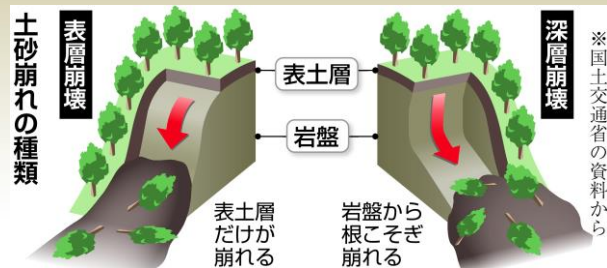 土砂崩れの種類
表層崩壊
表土層
岩盤
表土層
だけが
崩れる
深層崩壊
岩盤から
根こそぎ
崩れる
※国土交通省の資料から